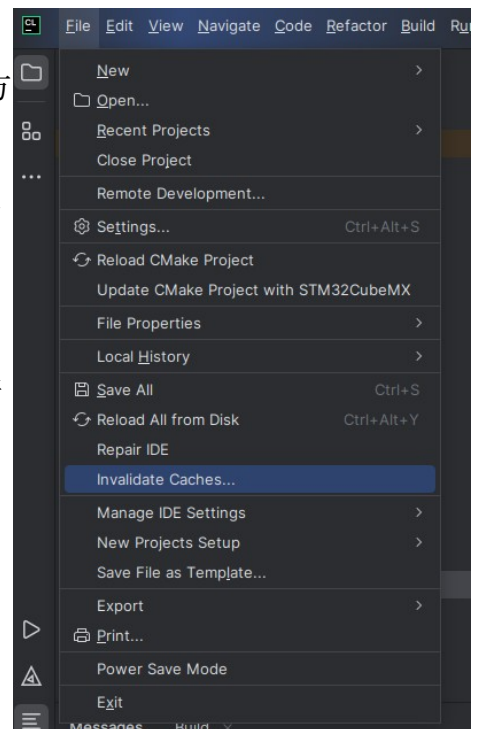 CL
File Edit View Navigate Code Refactor Build
New
Open...
Recent Projects
Close Project
Remote Development...
Settings... Ctrl+Alt+S
Reload CMake Project
Update CMake Project with STM32CubeMX
File Properties
Local History
Save All Ctrl+S
Reload All from Disk Ctrl+Alt+Y
Repair IDE
Invalidate Caches...
Manage IDE Settings
New Projects Setup
Save File as Template...
Export
Print...
Power Save Mode
Exit
Messages Build